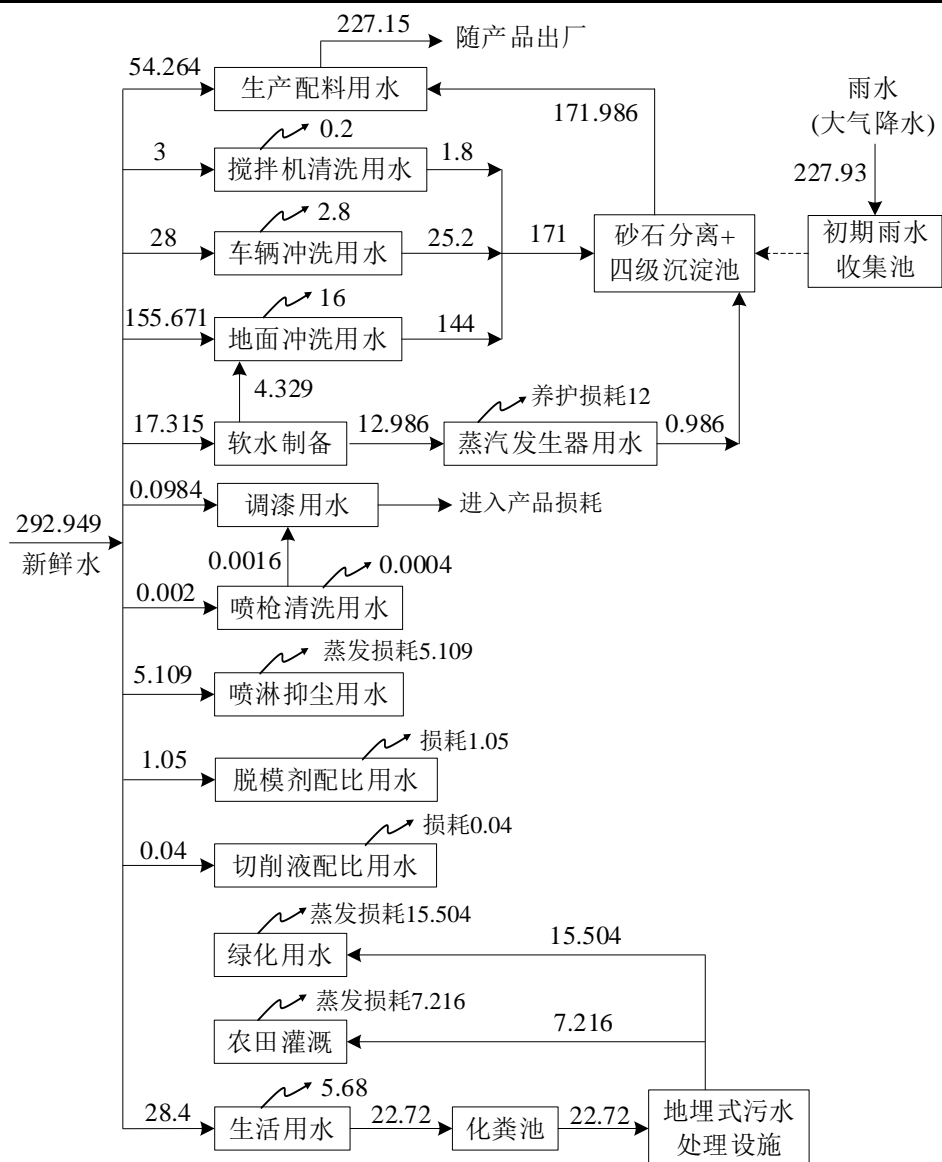 227.15
随产品出厂
54.264
生产配料用水
171.986
雨水
(大气降水)
227.93
0.2
3
搅拌机清洗用水
1.8
2.8
28
车辆冲洗用水
25.2
171
砂石分离+
四级沉淀池
初期雨水
收集池
16
155.671
地面冲洗用水
144
4.329
养护损耗12
17.315
软水制备
12.986
蒸汽发生器用水
0.986
0.0984
调漆用水
进入产品损耗
292.949
新鲜水
0.0016
0.0004
0.002
喷枪清洗用水
蒸发损耗5.109
5.109
喷淋抑尘用水
损耗1.05
1.05
脱模剂配比用水
损耗0.04
0.04
切削液配比用水
蒸发损耗15.504
绿化用水
15.504
蒸发损耗7.216
农田灌溉
7.216
5.68
28.4
生活用水
22.72
化粪池
22.72
地埋式污水
处理设施